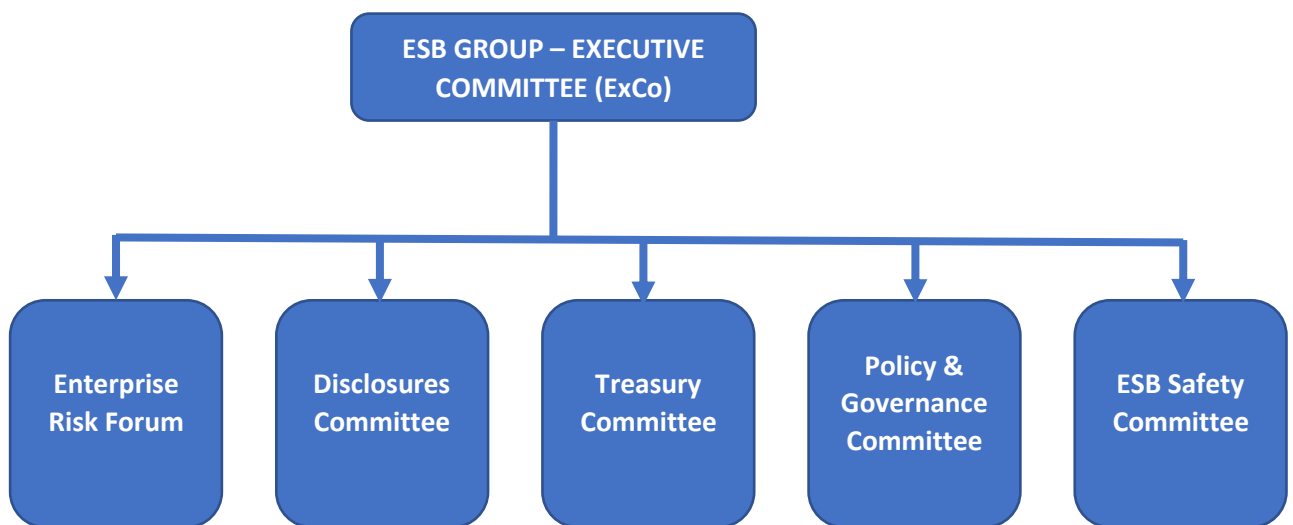 ESB GROUP – EXECUTIVE
COMMITTEE (ExCo)
Enterprise
Risk Forum
Disclosures
Committee
Treasury
Committee
Policy &
Governance
Committee
ESB Safety
Committee